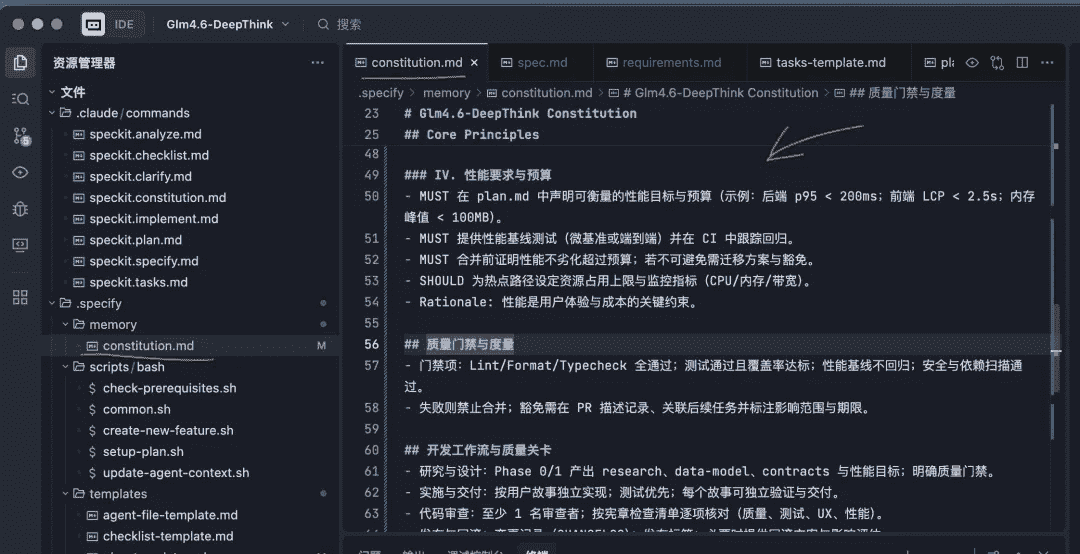 IDE Glm4.6-DeepThink 搜索
资源管理器
文件
.claude/commands
speckit.analyze.md
speckit.checklist.md
speckit.clarify.md
speckit.constitution.md
speckit.implement.md
speckit.plan.md
speckit.specify.md
speckit.tasks.md
.specify
memory
constitution.md M
scripts/bash
check-prerequisites.sh
common.sh
create-new-feature.sh
setup-plan.sh
update-agent-context.sh
templates
agent-file-template.md
checklist-template.md
5
constitution.md × spec.md requirements.md tasks-template.md pla
.specify > memory > constitution.md > # Glm4.6-DeepThink Constitution > ## 质量门禁与度量
23 # Glm4.6-DeepThink Constitution
25 ## Core Principles
48
49 ### IV. 性能要求与预算
50 - MUST 在 plan.md 中声明可衡量的性能目标与预算（示例：后端 p95 < 200ms；前端 LCP < 2.5s；内存
峰值 < 100MB）。
51 - MUST 提供性能基线测试（微基准或端到端）并在 CI 中跟踪回归。
52 - MUST 合并前证明性能不劣化超过预算；若不可避免需迁移方案与豁免。
53 - SHOULD 为热点路径设定资源占用上限与监控指标（CPU/内存/带宽）。
54 - Rationale: 性能是用户体验与成本的关键约束。
55
56 ## 质量门禁与度量
57 - 门禁项：Lint/Format/Typecheck 全通过；测试通过且覆盖率达标；性能基线不回归；安全与依赖扫描通
过。
58 - 失败则禁止合并；豁免需在 PR 描述记录、关联后续任务并标注影响范围与期限。
59
60 ## 开发工作流与质量关卡
61 - 研究与设计：Phase 0/1 产出 research、data-model、contracts 与性能目标；明确质量门禁。
62 - 实施与交付：按用户故事独立实现；测试优先；每个故事可独立验证与交付。
63 - 代码审查：至少 1 名审查者；按宪章检查清单逐项核对（质量、测试、UX、性能）。